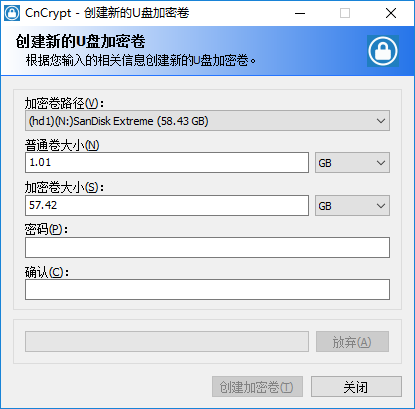 CnCrypt - 创建新的U盘加密卷
创建新的U盘加密卷
根据您输入的相关信息创建新的U盘加密卷。
加密卷路径(V):
(hd1)(N:)SanDisk Extreme (58.43 GB)
普通卷大小(N)
1.01 GB
加密卷大小(S):
57.42 GB
密码(P):
确认(C):
放弃(A)
创建加密卷(T) 关闭